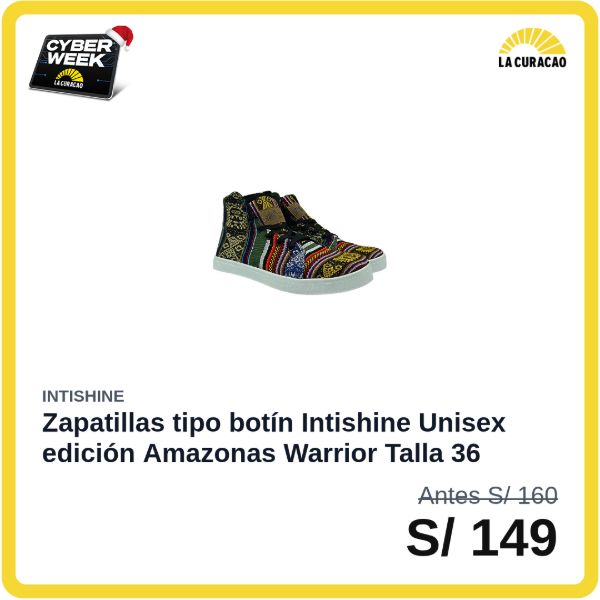 CYBER
WEEK
LA CURACAO
LA CURACAO
INTISHINE
Zapatillas tipo botín Intishine Unisex
edición Amazonas Warrior Talla 36
Antes S/ 160
S/ 149